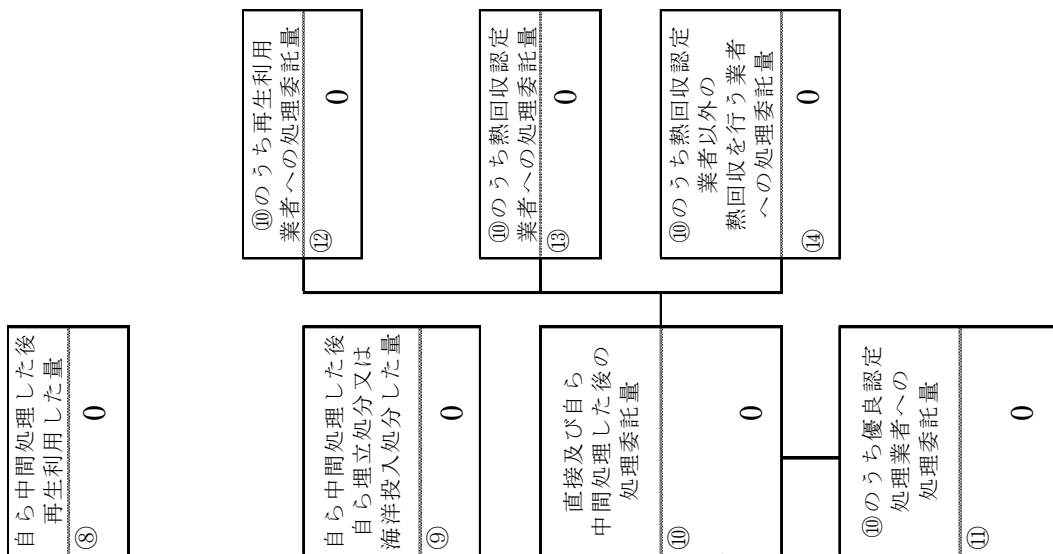 自ら中間処理した後
再生利用した量
⑧
0
自ら中間処理した後
自ら埋立処分又は
海洋投入処分した量
⑨
0
直接及び自ら
中間処理した後の
処理委託量
⑩
0
⑩のうち優良認定
処理業者への
処理委託量
⑪
0
⑩のうち再生利用
業者への処理委託量
⑫
0
⑩のうち熱回収認定
業者への処理委託量
⑬
0
⑩のうち熱回収認定
業者以外の
熱回収を行う業者
への処理委託量
⑭
0